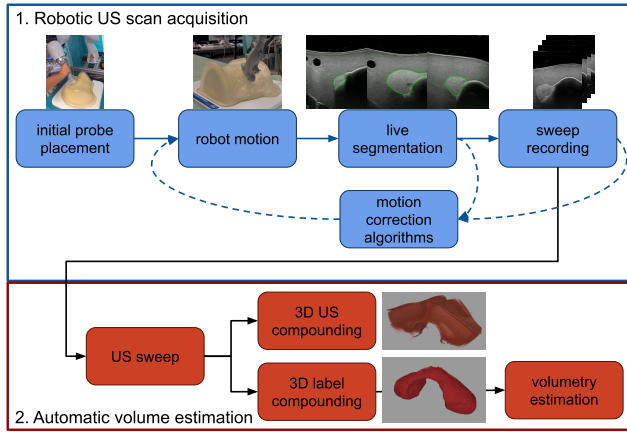 1. Robotic US scan acquisition
initial probe
placement
robot motion
live
segmentation
sweep
recording
motion
correction
algorithms
3D US
compounding
US sweep
3D label
compounding
volumetry
estimation
2. Automatic volume estimation